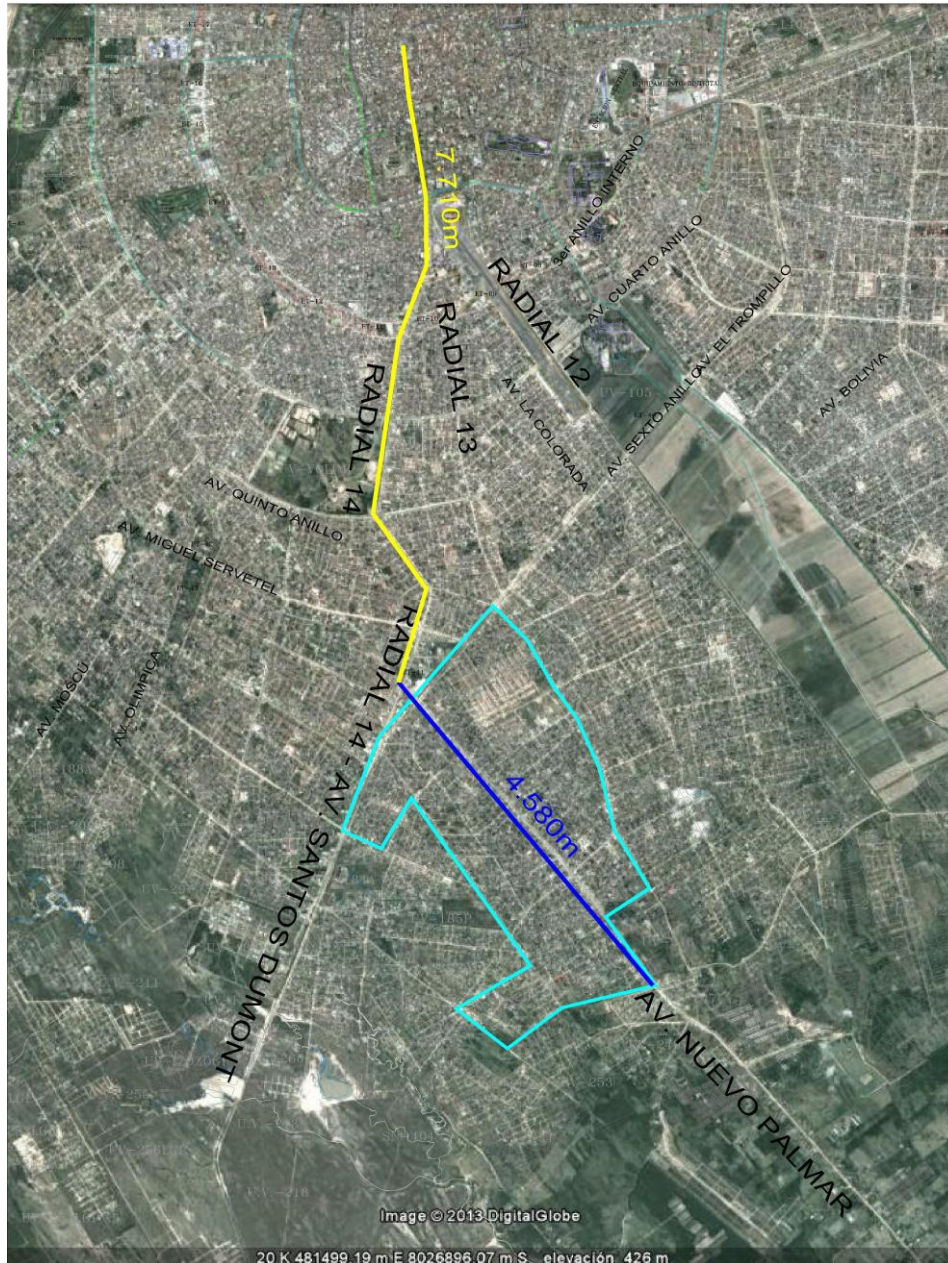 7.710m
3er ANILLO INTERNO
AV. CUARTO ANILLO
RADIAL 12
AV. EL TROMPILLO
RADIAL 13
AV. BOLIVIA
AV. LA COLORADA
AV. SEXTO ANILLO
RADIAL 14
AV. QUINTO ANILLO
AV. MIGUEL SERVETEL
AV. MOSCU
AV. OLIMPICA
RADIAL 14 - AV. SANTOS DUMONT
4.580m
AV. NUEVO PALMAR
Image © 2013 DigitalGlobe
20 K 481499.19 m E 8026896.07 m S elevación 426 m